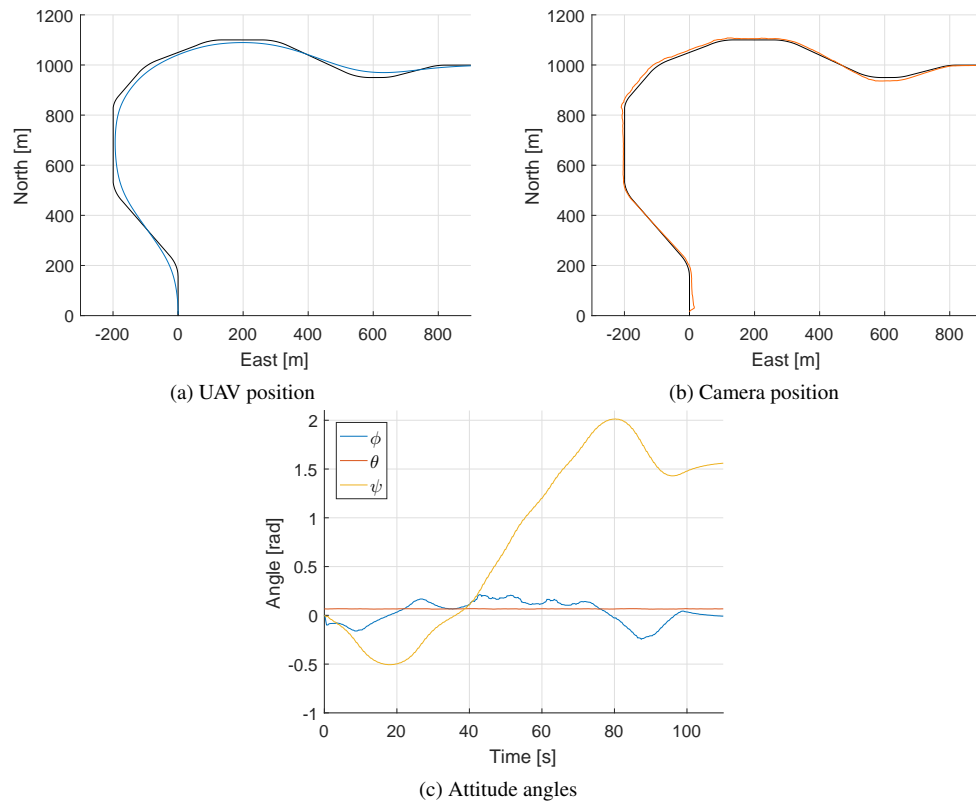 1200
1000
800
600
400
200
0
North [m]
-200 0 200 400 600 800
East [m]
(a) UAV position
1200
1000
800
600
400
200
0
North [m]
-200 0 200 400 600 800
East [m]
(b) Camera position
2
1.5
1
0.5
0
-0.5
-1
Angle [rad]
ϕ
θ
ψ
0 20 40 60 80 100
Time [s]
(c) Attitude angles